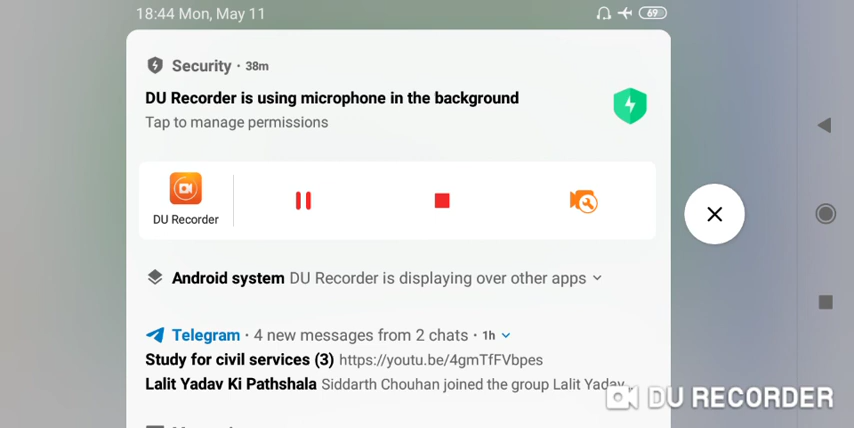 18:44 Mon, May 11
69
Security · 38m
DU Recorder is using microphone in the background
Tap to manage permissions
DU Recorder
Android system DU Recorder is displaying over other apps
Telegram · 4 new messages from 2 chats · 1h
Study for civil services (3) https://youtu.be/4gmTfFVbpes
Lalit Yadav Ki Pathshala Siddarth Chouhan joined the group Lalit Yadav...
DU RECORDER